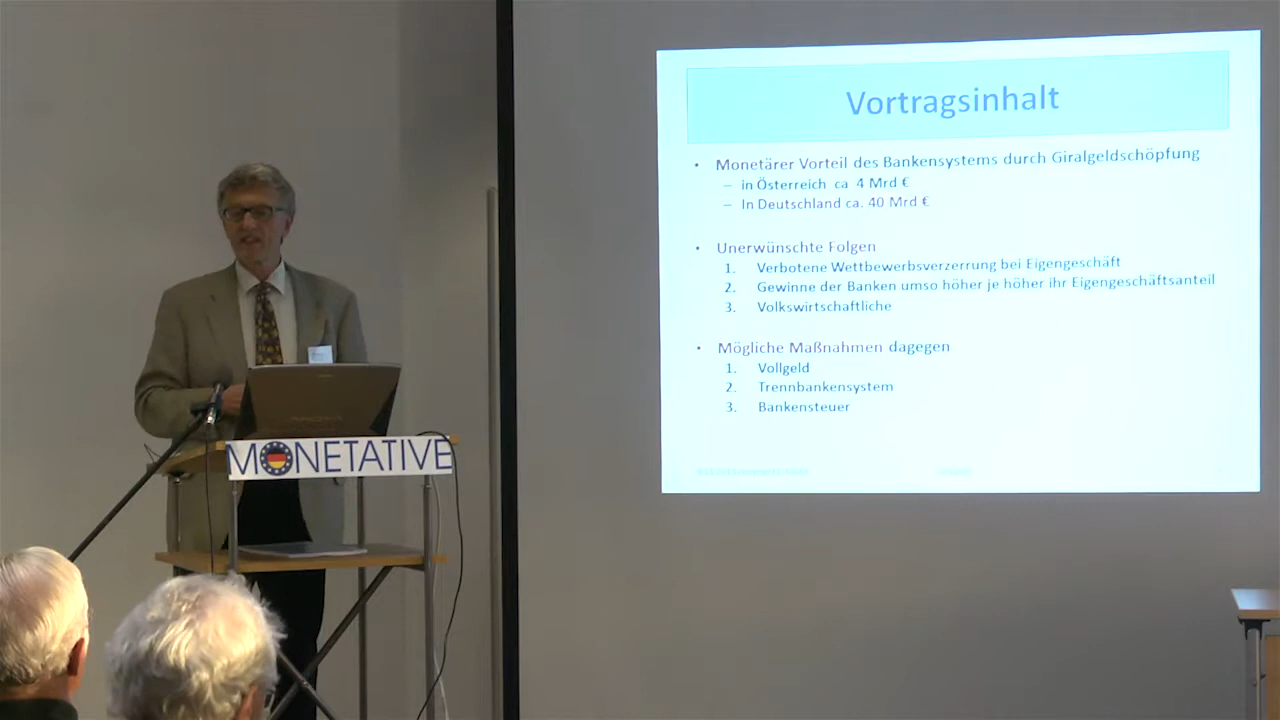 Vortragsinhalt
• Monetärer Vorteil des Bankensystems durch Giralgeldschöpfung
– in Österreich ca 4 Mrd €
– In Deutschland ca. 40 Mrd €
• Unerwünschte Folgen
1. Verbotene Wettbewerbsverzerrung bei Eigengeschäft
2. Gewinne der Banken umso höher je höher ihr Eigengeschäftsanteil
3. Volkswirtschaftliche
• Mögliche Maßnahmen dagegen
1. Vollgeld
2. Trennbankensystem
3. Bankensteuer
MONETATIVE